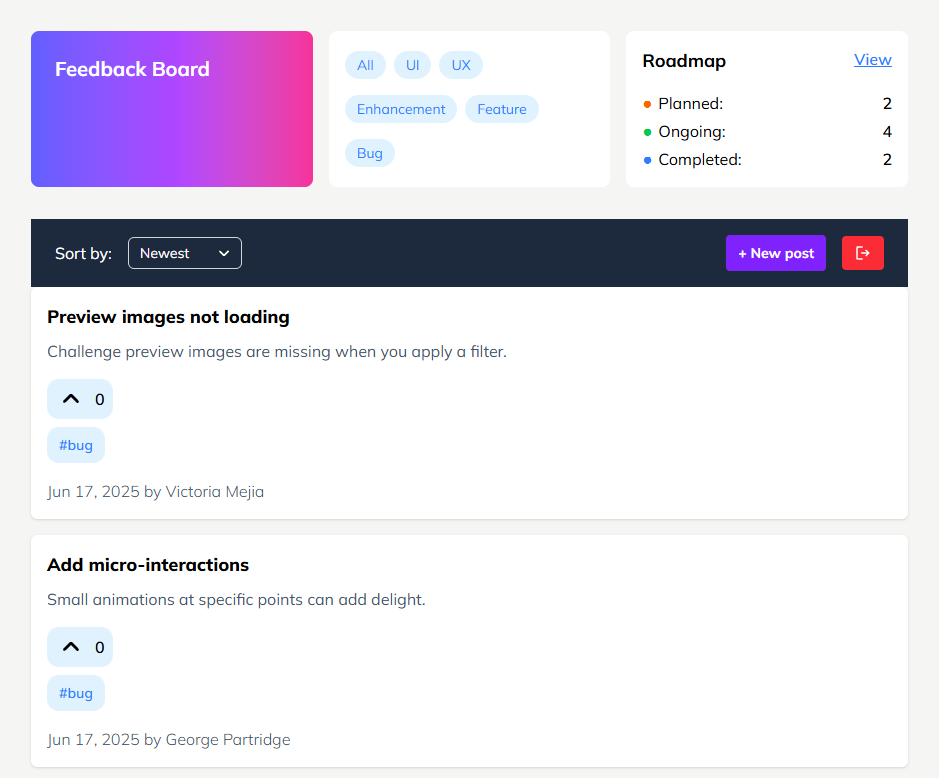 Feedback Board
All UI UX
Enhancement Feature
Bug
Roadmap View
Planned: 2
Ongoing: 4
Completed: 2
Sort by: Newest + New post
Preview images not loading
Challenge preview images are missing when you apply a filter.
0
#bug
Jun 17, 2025 by Victoria Mejia
Add micro-interactions
Small animations at specific points can add delight.
0
#bug
Jun 17, 2025 by George Partridge